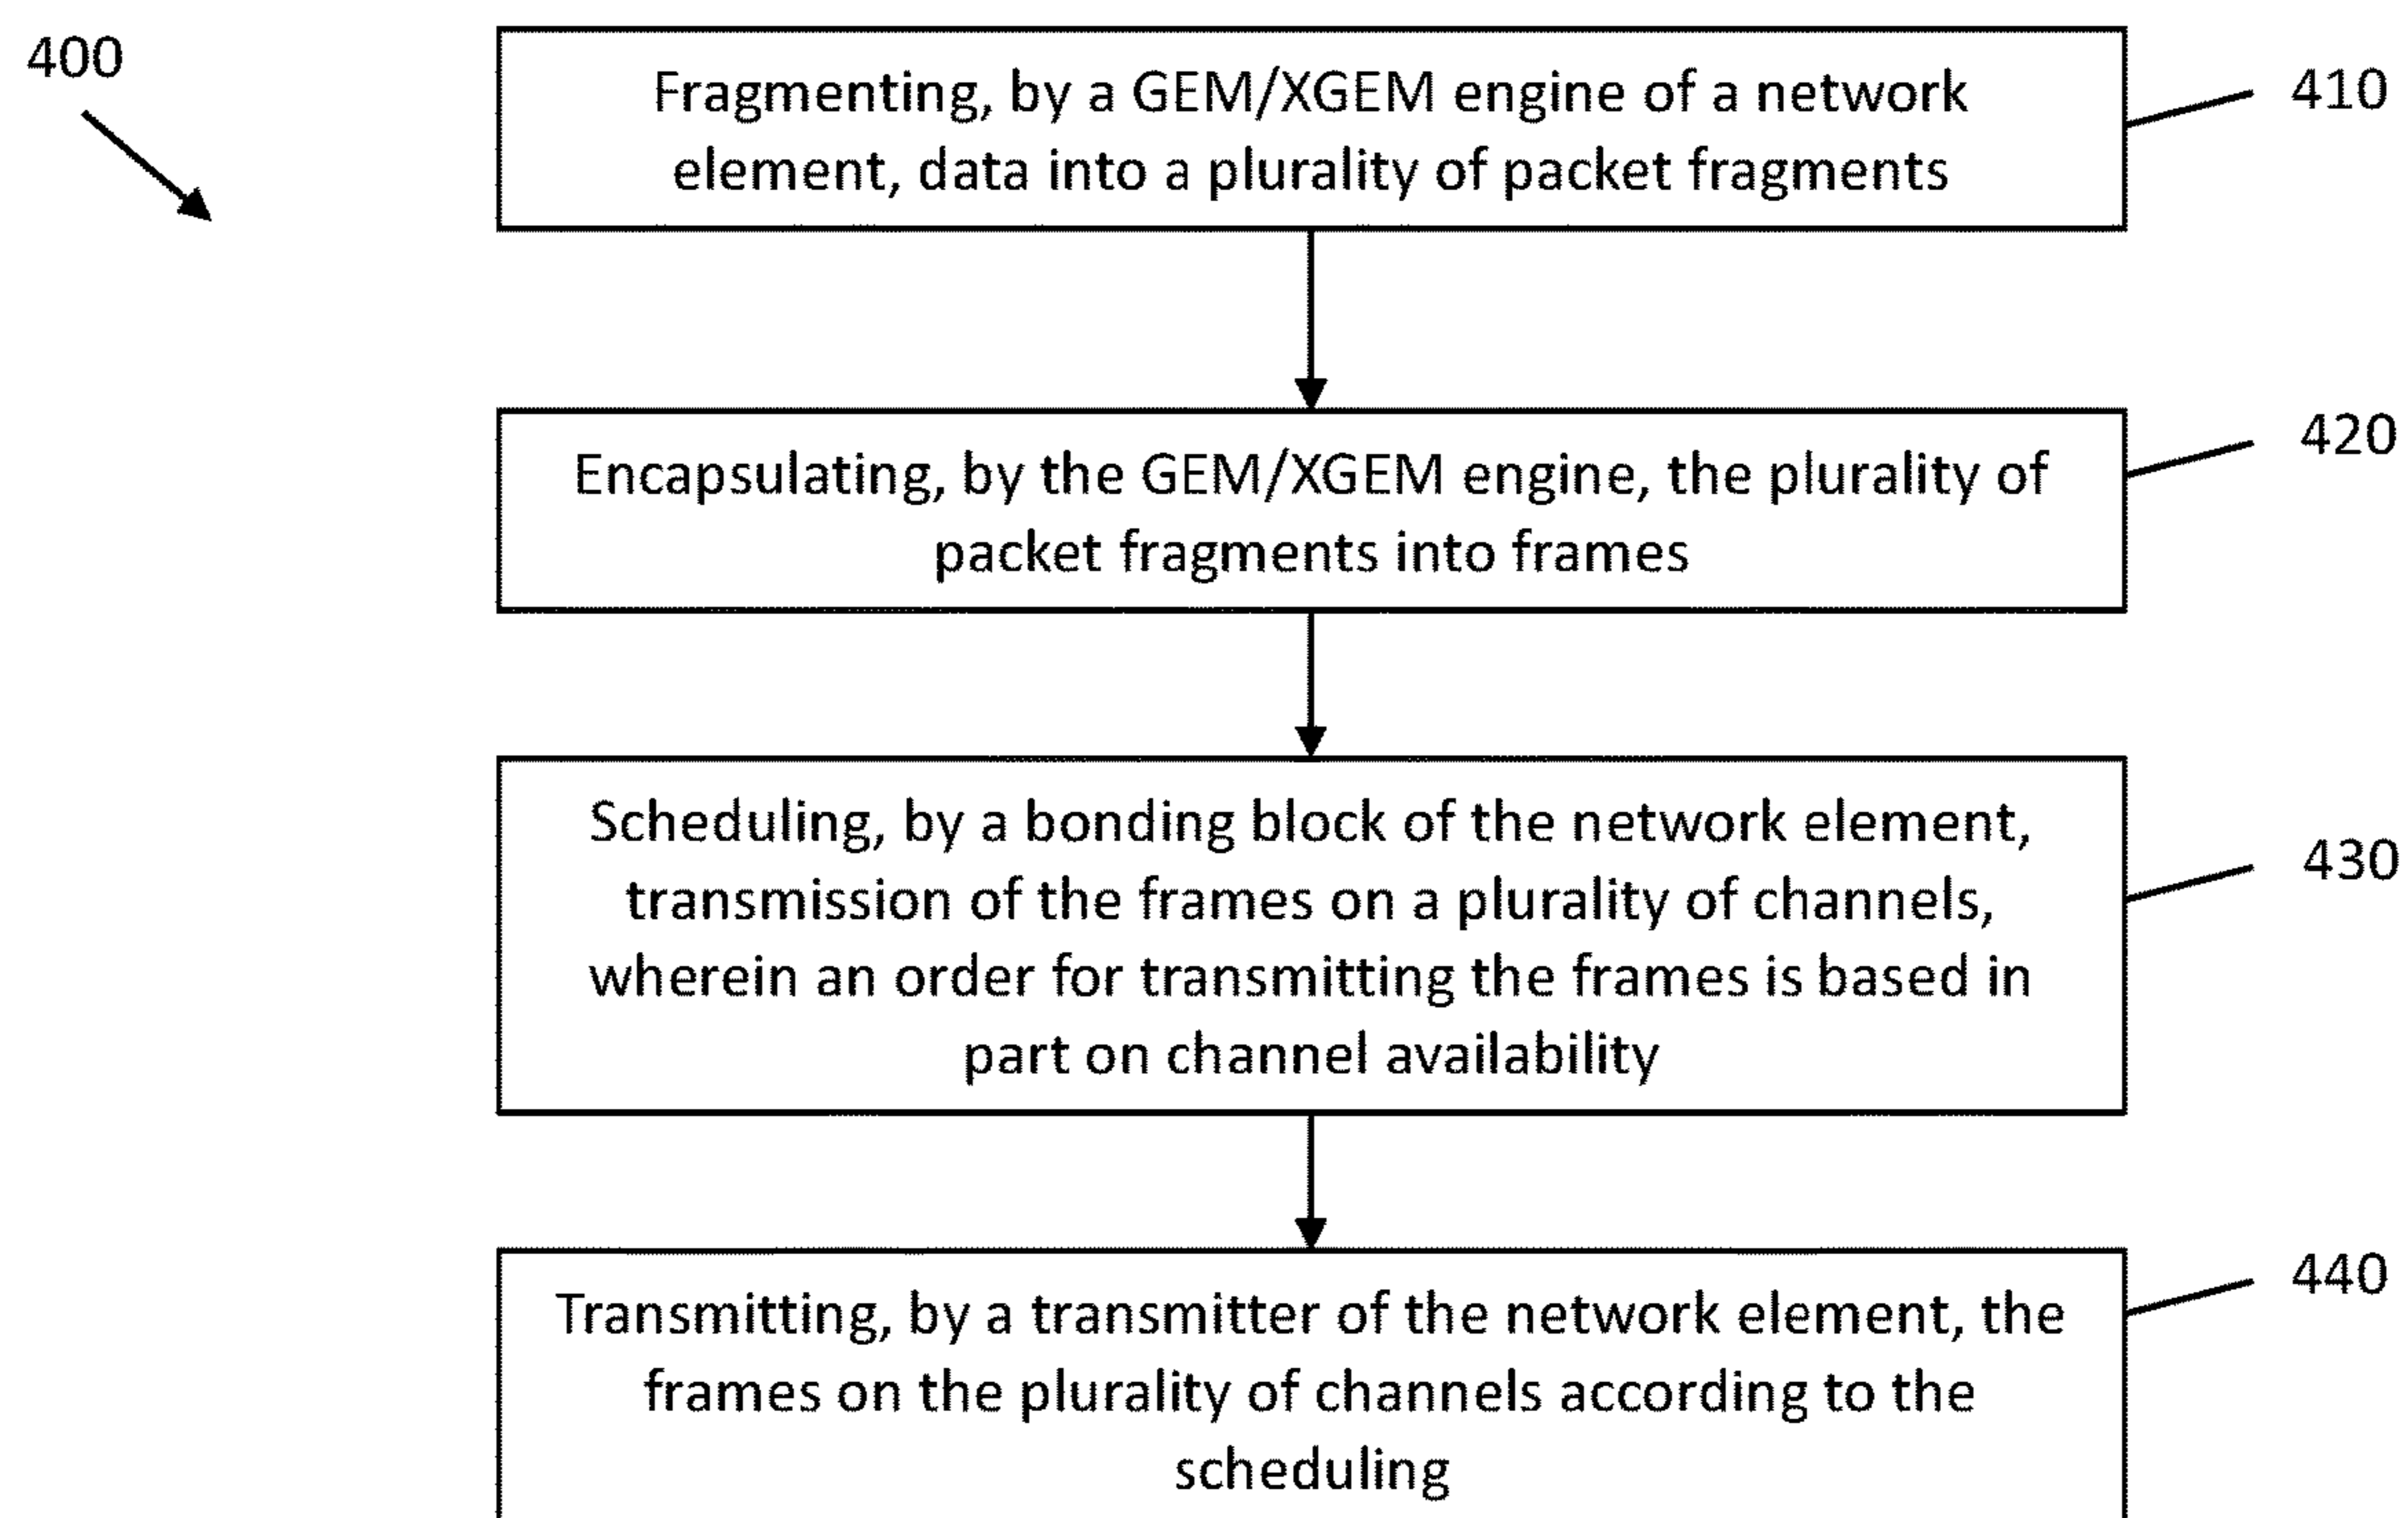 400
Fragmenting, by a GEM/XGEM engine of a network
element, data into a plurality of packet fragments
410
Encapsulating, by the GEM/XGEM engine, the plurality of
packet fragments into frames
420
Scheduling, by a bonding block of the network element,
transmission of the frames on a plurality of channels,
wherein an order for transmitting the frames is based in
part on channel availability
430
Transmitting, by a transmitter of the network element, the
frames on the plurality of channels according to the
scheduling
440